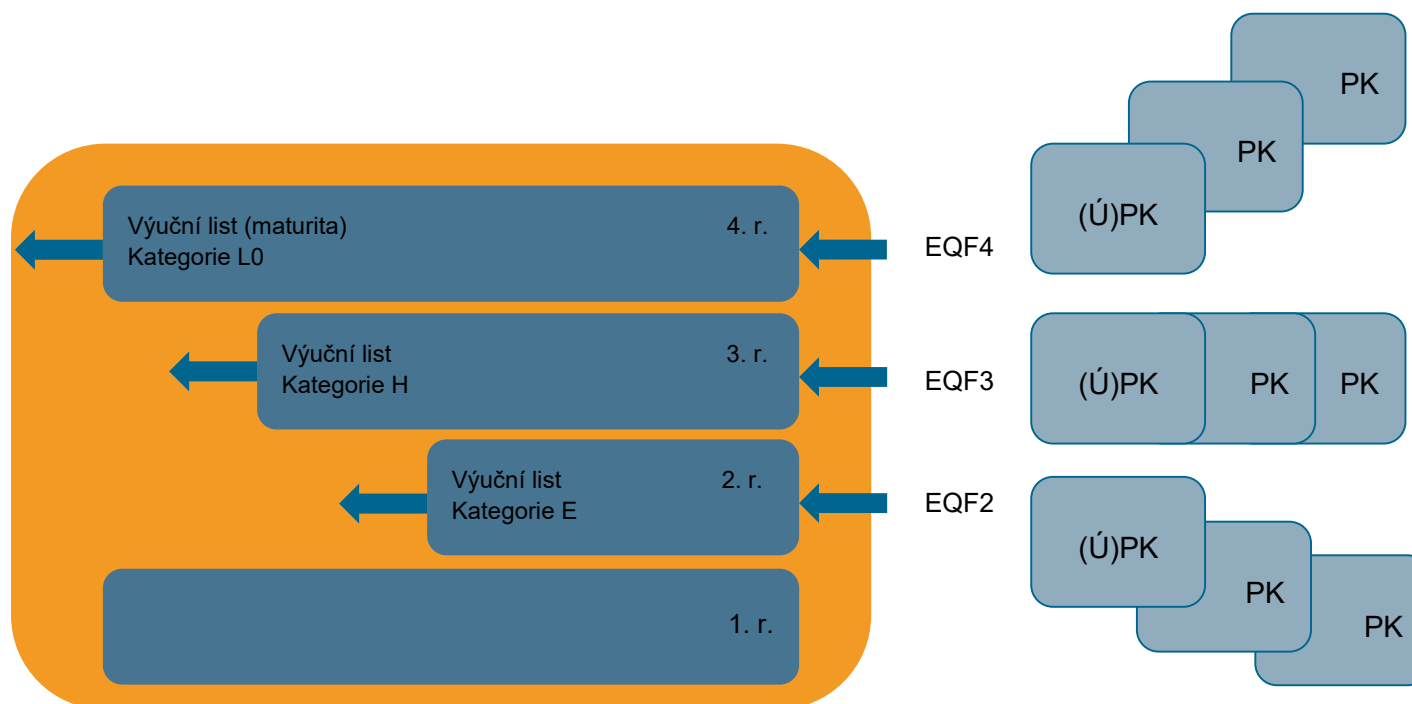 PK
PK
(Ú)PK
Výuční list (maturita) 4. r.
Kategorie L0
EQF4
Výuční list 3. r.
Kategorie H
EQF3
(Ú)PK PK PK
Výuční list 2. r.
Kategorie E
EQF2
(Ú)PK
PK
PK
1. r.